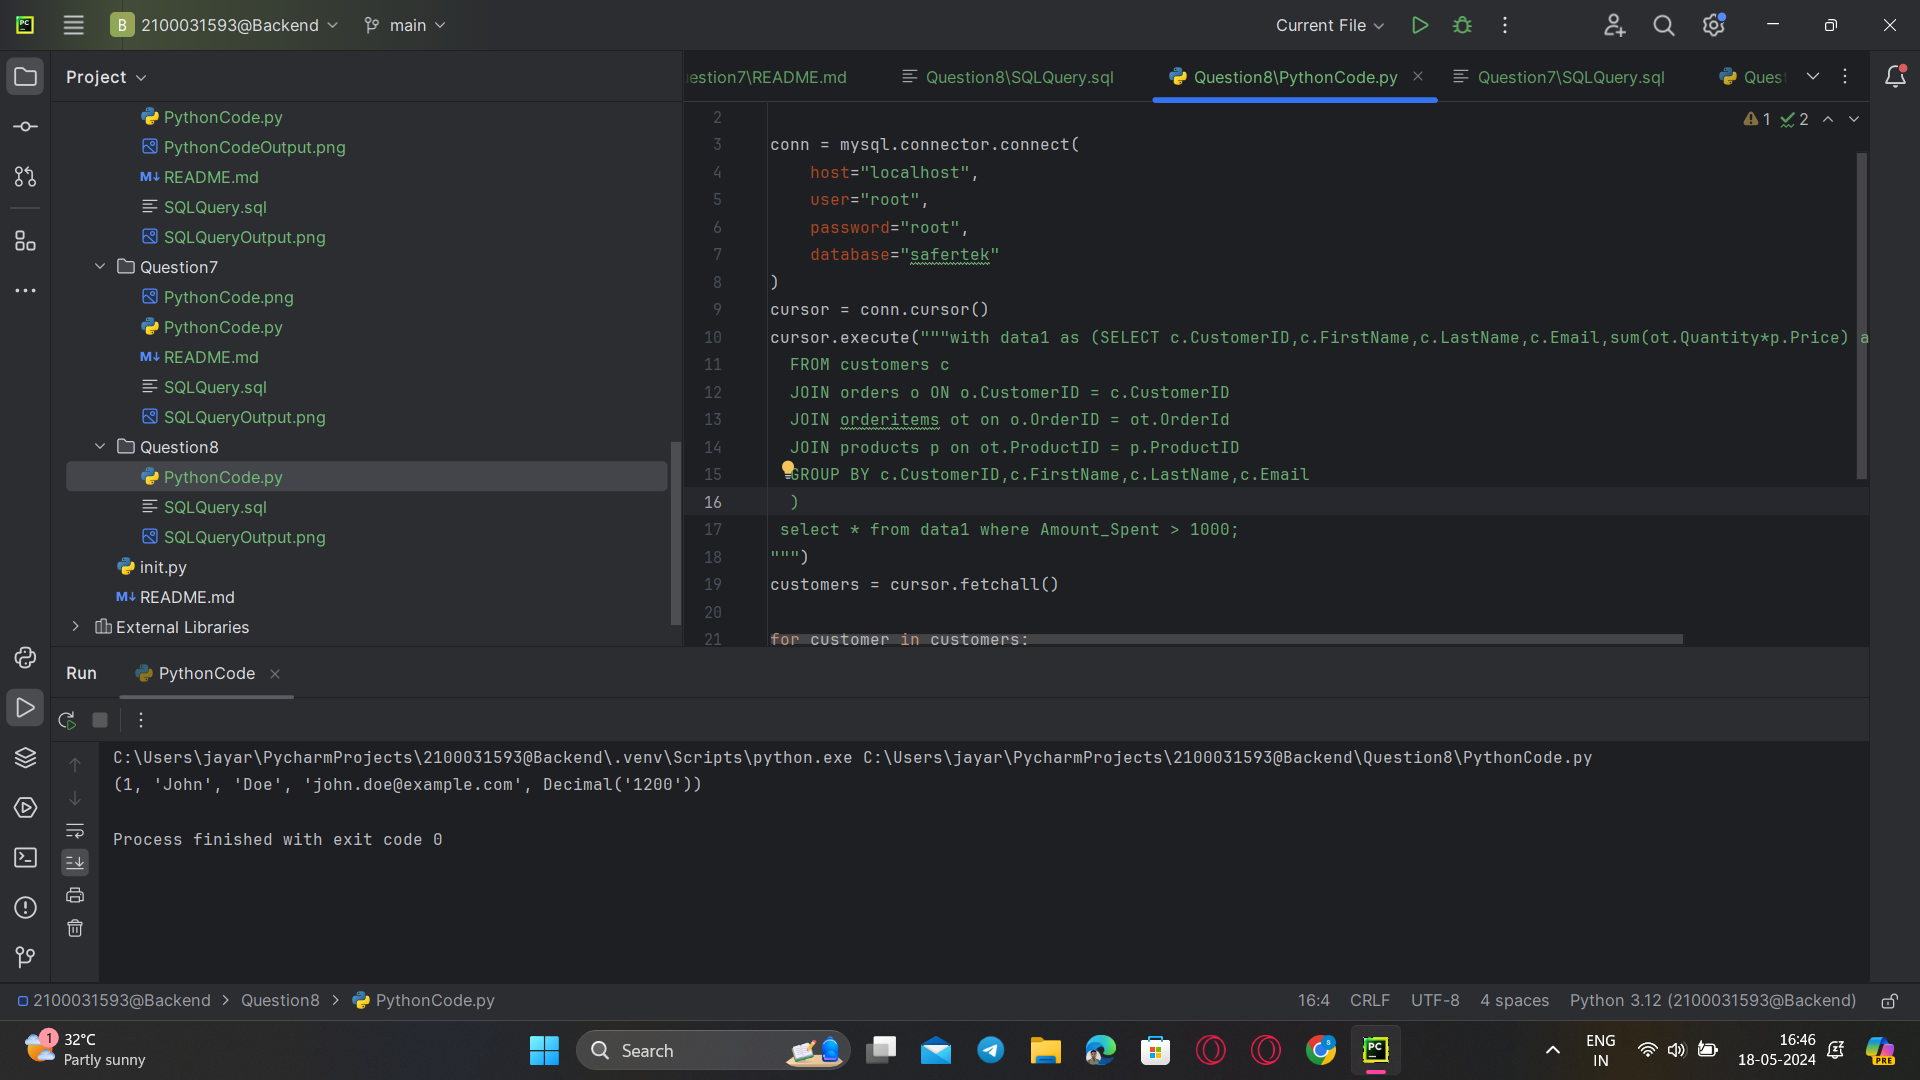 PC
B 2100031593@Backend main Current File
Project
estion7\README.md Question8\SQLQuery.sql Question8\PythonCode.py Question7\SQLQuery.sql Quest
PythonCode.py
PythonCodeOutput.png
M↓ README.md
SQLQuery.sql
SQLQueryOutput.png
Question7
PythonCode.png
PythonCode.py
M↓ README.md
SQLQuery.sql
SQLQueryOutput.png
Question8
PythonCode.py
SQLQuery.sql
SQLQueryOutput.png
init.py
M↓ README.md
External Libraries
1 2
2
3 conn = mysql.connector.connect(
4 host="localhost",
5 user="root",
6 password="root",
7 database="safertek"
8 )
9 cursor = conn.cursor()
10 cursor.execute("""with data1 as (SELECT c.CustomerID,c.FirstName,c.LastName,c.Email,sum(ot.Quantity*p.Price) a
11 FROM customers c
12 JOIN orders o ON o.CustomerID = c.CustomerID
13 JOIN orderitems ot on o.OrderID = ot.OrderId
14 JOIN products p on ot.ProductID = p.ProductID
15 GROUP BY c.CustomerID,c.FirstName,c.LastName,c.Email
16 )
17 select * from data1 where Amount_Spent > 1000;
18 """)
19 customers = cursor.fetchall()
20
21 for customer in customers:
Run PythonCode
C:\Users\jayar\PycharmProjects\2100031593@Backend\.venv\Scripts\python.exe C:\Users\jayar\PycharmProjects\2100031593@Backend\Question8\PythonCode.py
(1, 'John', 'Doe', 'john.doe@example.com', Decimal('1200'))
Process finished with exit code 0
2100031593@Backend > Question8 > PythonCode.py 16:4 CRLF UTF-8 4 spaces Python 3.12 (2100031593@Backend)
1 32°C
Partly sunny
Search
PC
ENG
IN
16:46
18-05-2024
PRE